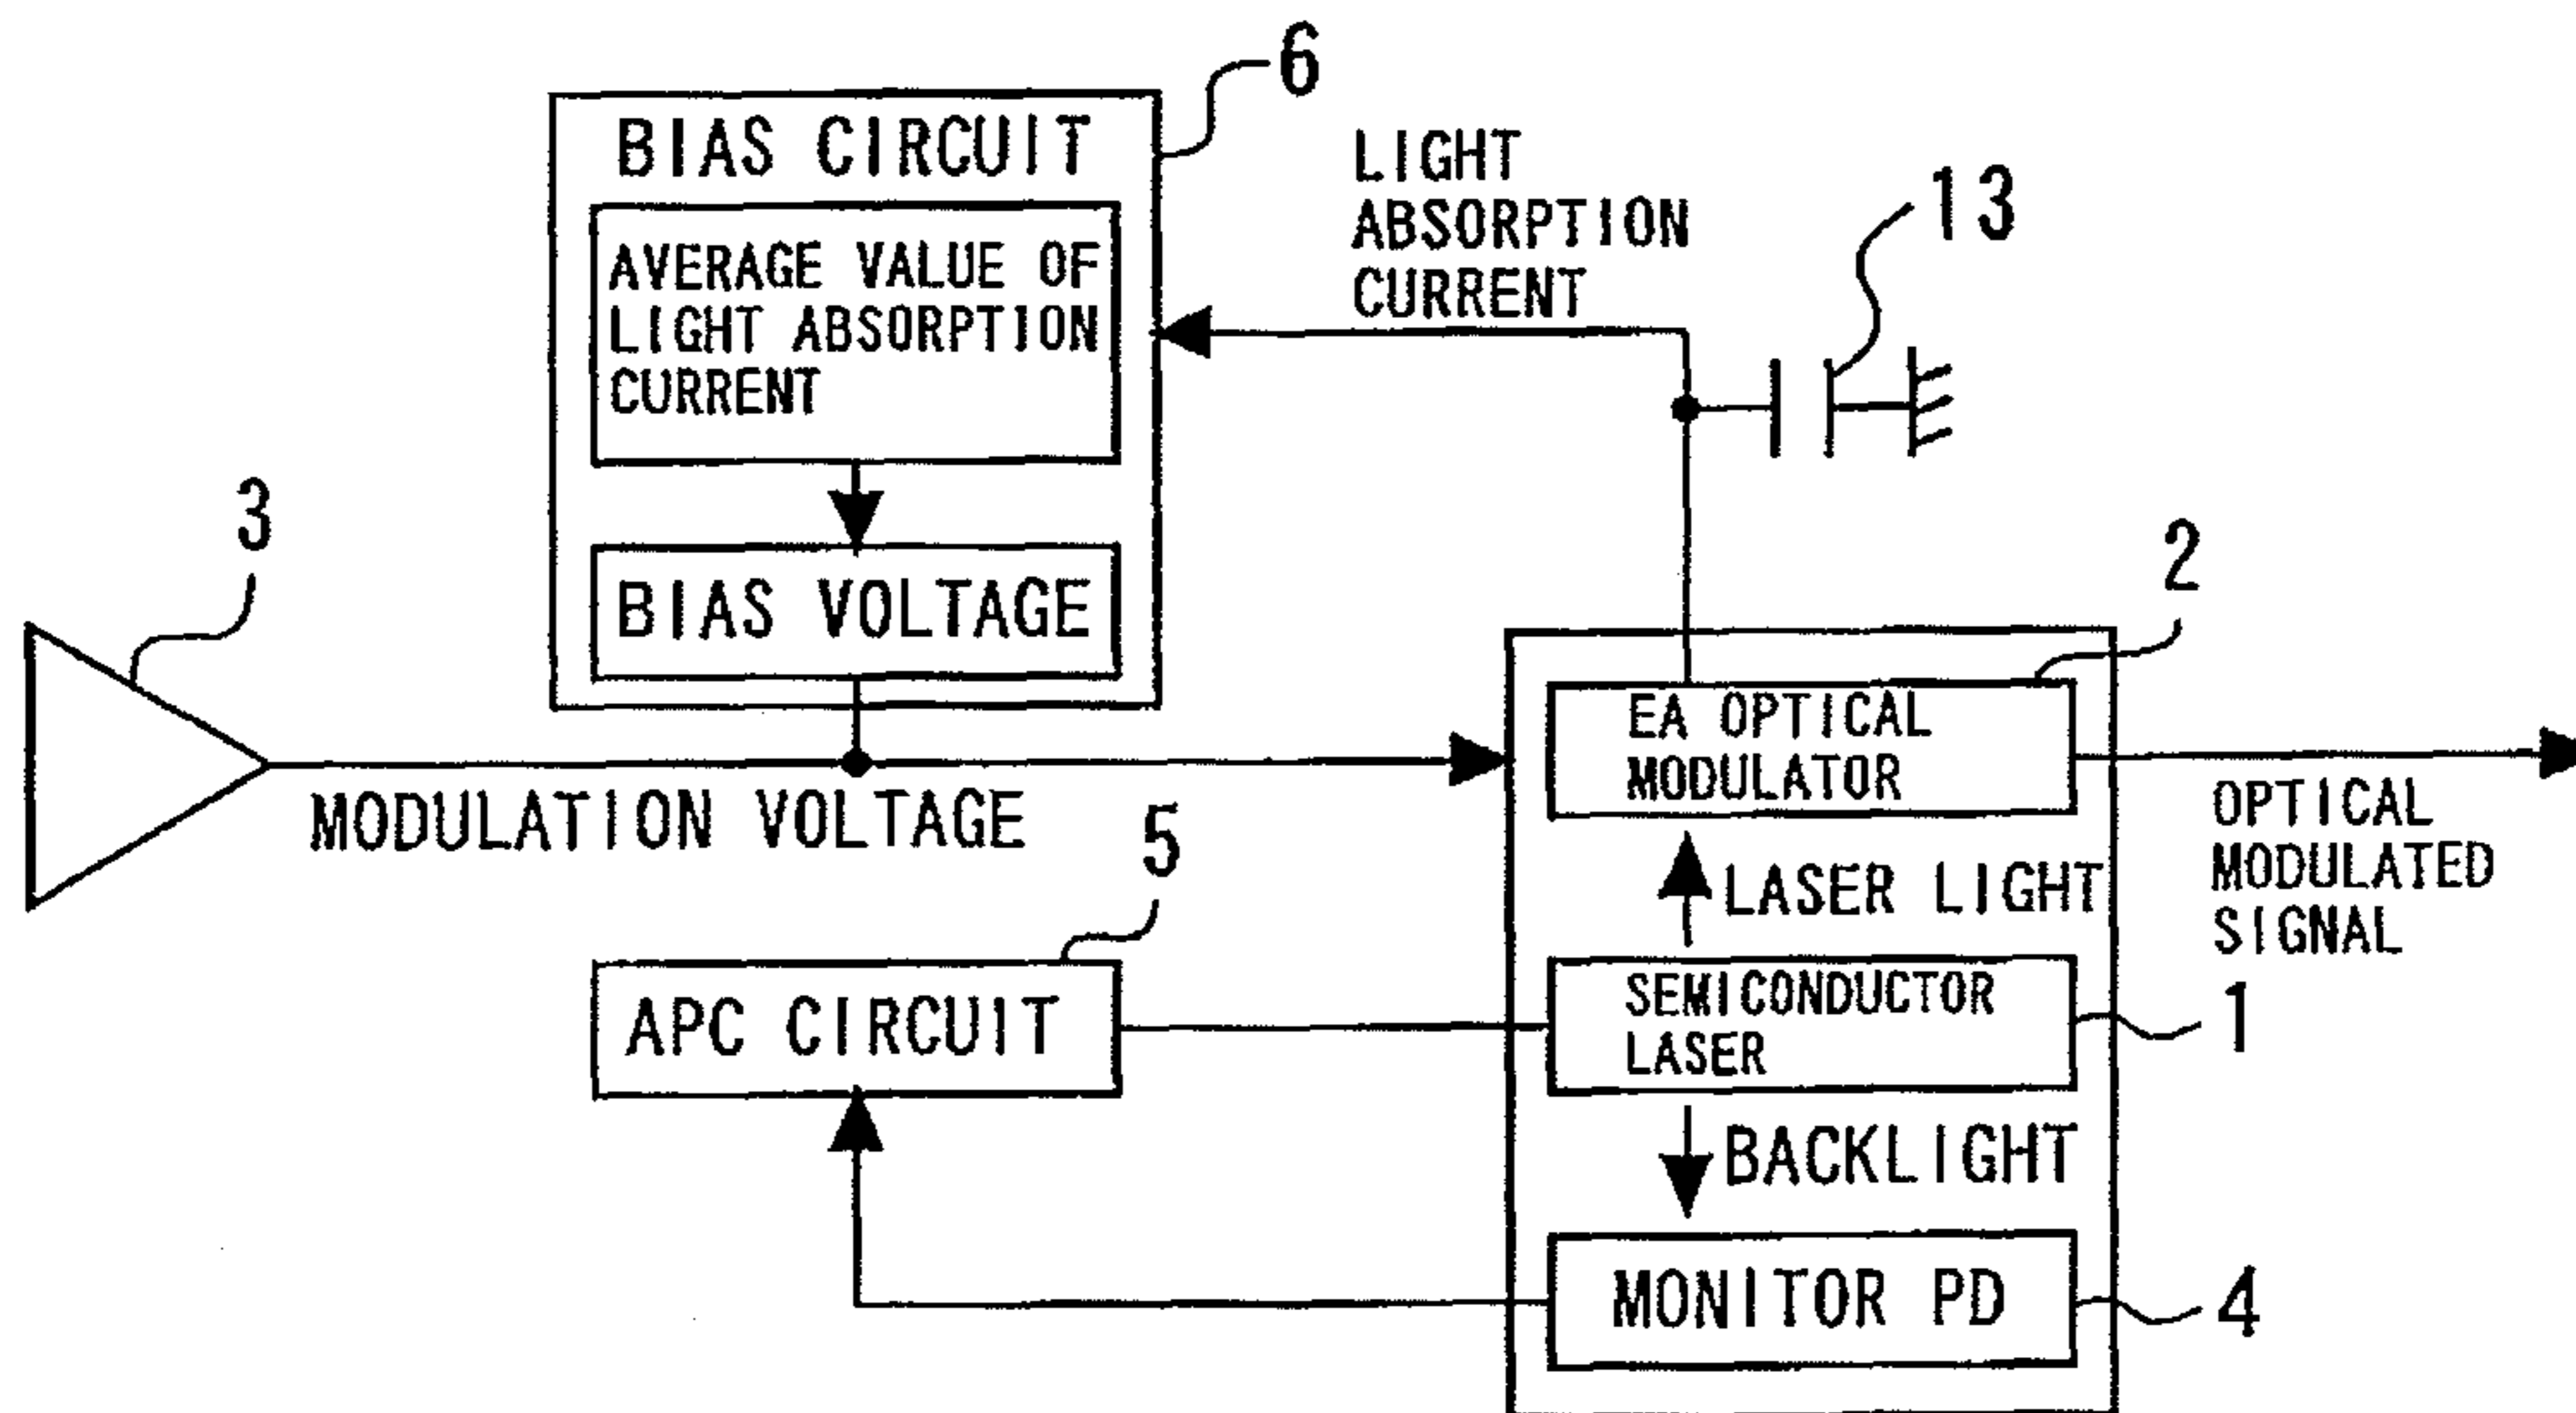 6
BIAS CIRCUIT
AVERAGE VALUE OF
LIGHT ABSORPTION
CURRENT
BIAS VOLTAGE
LIGHT
ABSORPTION
CURRENT
13
3
2
MODULATION VOLTAGE
5
APC CIRCUIT
EA OPTICAL
MODULATOR
LASER LIGHT
SEMICONDUCTOR
LASER
BACKLIGHT
MONITOR PD
OPTICAL
MODULATED
SIGNAL
1
4